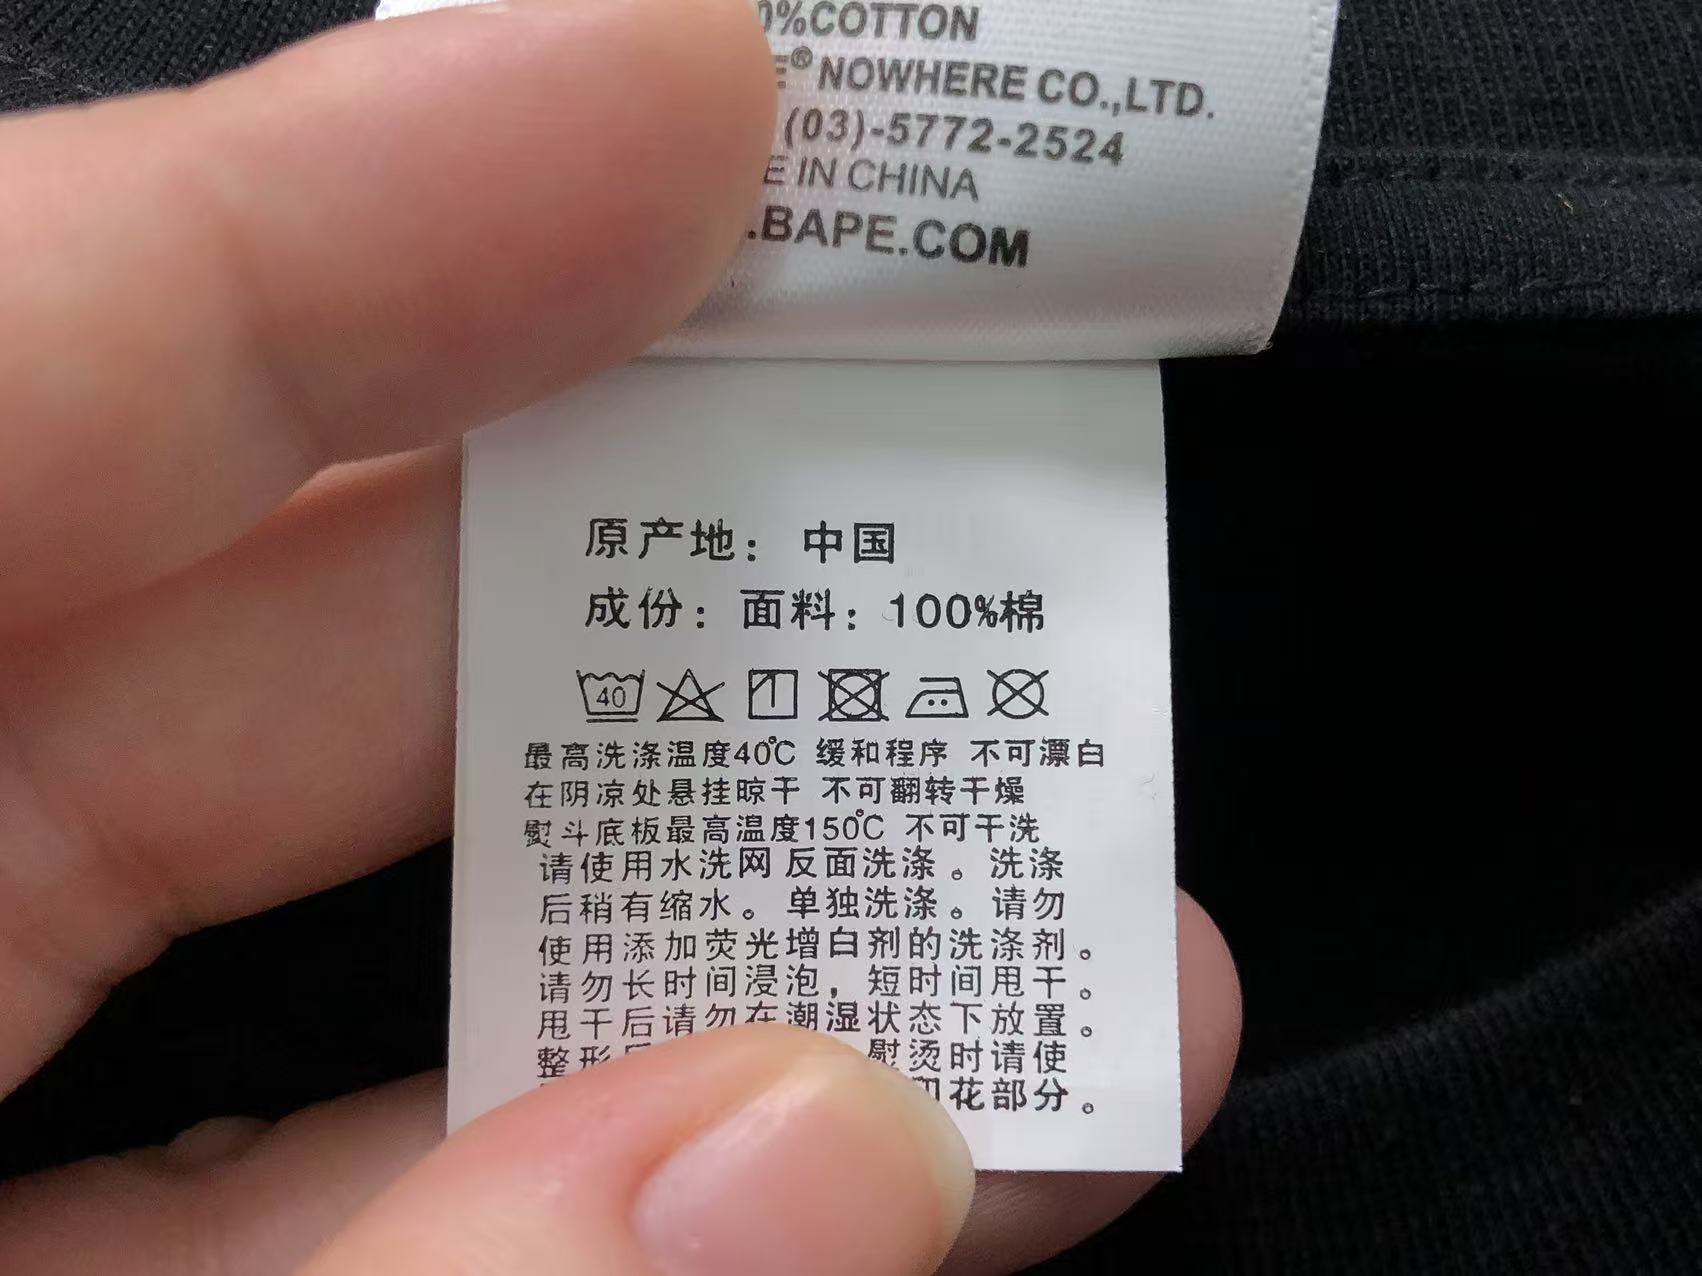 %COTTON
® NOWHERE CO.,LTD.
(03)-5772-2524
IN CHINA
.BAPE.COM
原产地：中国
成份：面料：100%棉
40
最高洗涤温度40℃ 缓和程序 不可漂白
在阴凉处悬挂晾干 不可翻转干燥
熨斗底板最高温度150℃ 不可干洗
请使用水洗网反面洗涤。洗涤
后稍有缩水。单独洗涤。请勿
使用添加荧光增白剂的洗涤剂。
请勿长时间浸泡，短时间甩干。
甩干后请勿在潮湿状态下放置。
整形 熨烫时请使
花部分。